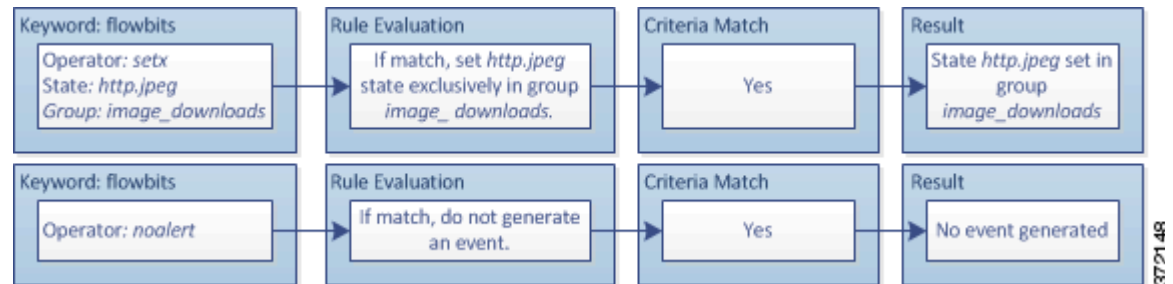 Keyword: flowbits
Operator: setx
State: http.jpeg
Group: image_downloads
Rule Evaluation
If match, set http.jpeg
state exclusively in group
image_ downloads.
Criteria Match
Yes
Result
State http.jpeg set in
group
image_downloads
Keyword: flowbits
Operator: noalert
Rule Evaluation
If match, do not generate
an event.
Criteria Match
Yes
Result
No event generated
372148